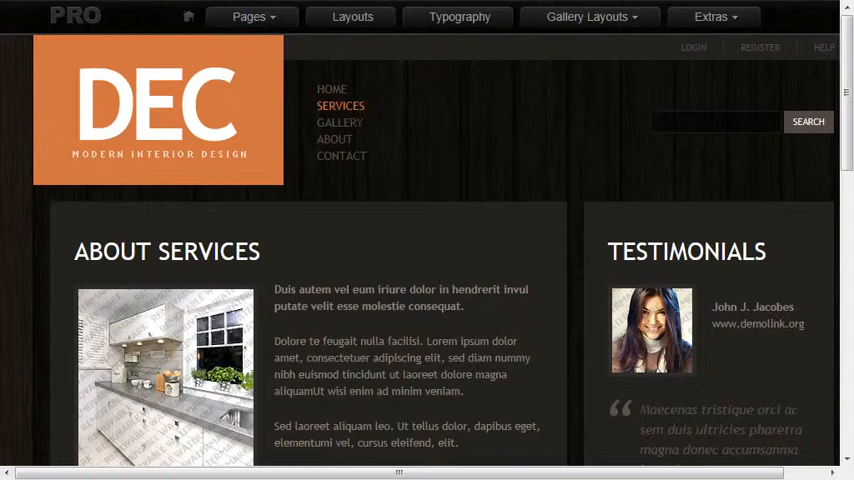 PRO
Pages
Layouts
Typography
Gallery Layouts
Extras
LOGIN
REGISTER
HELP
DEC
MODERN INTERIOR DESIGN
HOME
SERVICES
GALLERY
ABOUT
CONTACT
SEARCH
ABOUT SERVICES
Duis autem vel eum iriure dolor in hendrerit invul
putate velit esse molestie consequat.
Dolore te feugait nulla facilisi. Lorem ipsum dolor
amet, consectetuer adipiscing elit, sed diam nummy
nibh euismod tincidunt ut laoreet dolore magna
aliquamUt wisi enim ad minim veniam.
Sed laoreet aliquam leo. Ut tellus dolor, dapibus eget,
elementumi vel, cursus eleifend, elit.
TESTIMONIALS
John J. Jacobes
www.demolink.org
Maecenas tristique orci ac
sem duis ultricies pharetra
magna donec accumsanma